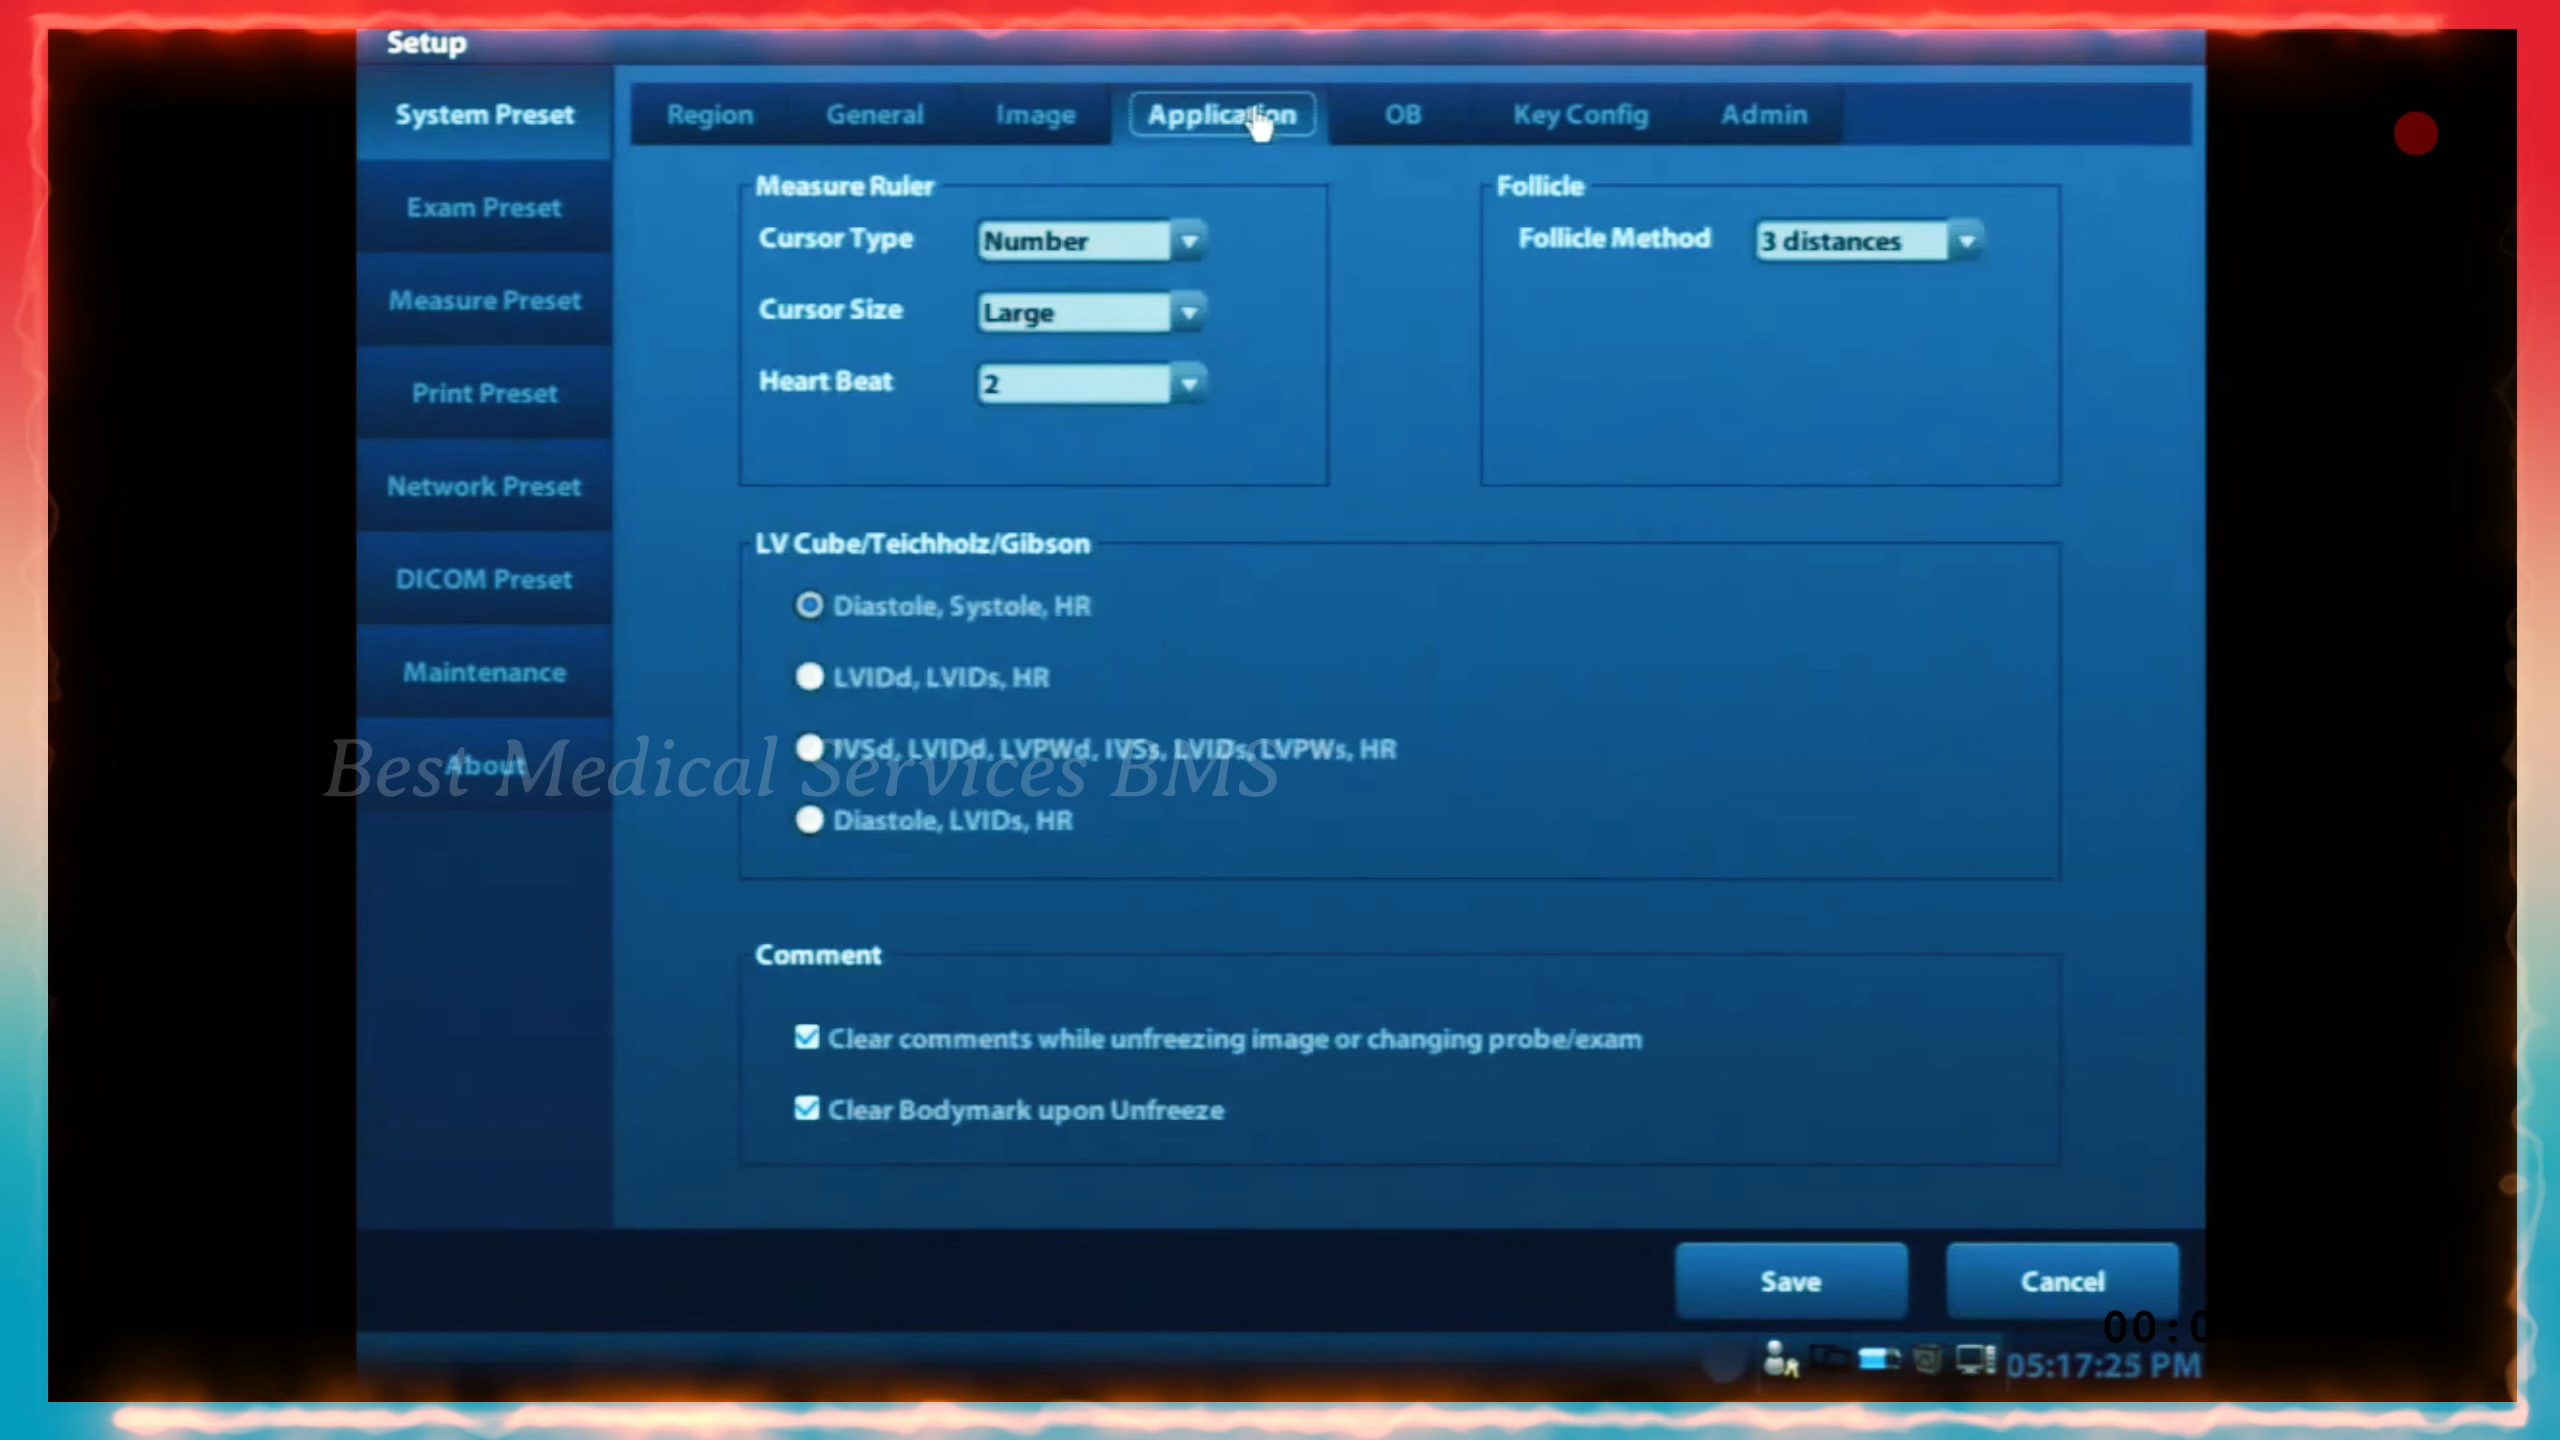 Setup
System Preset
Exam Preset
Measure Preset
Print Preset
Network Preset
DICOM Preset
Maintenance
About
Region General Image Application OB Key Config Admin
Measure Ruler
Cursor Type Number
Cursor Size Large
Heart Beat 2
Follicle
Follicle Method 3 distances
LV Cube/Teichholz/Gibson
Diastole, Systole, HR
LVIDd, LVIDs, HR
IVSd, LVIDd, LVPWd, IVSs, LVIDs, LVPWs, HR
Diastole, LVIDs, HR
Best Medical Services BMS
Comment
Clear comments while unfreezing image or changing probe/exam
Clear Bodymark upon Unfreeze
Save Cancel
05:17:25 PM